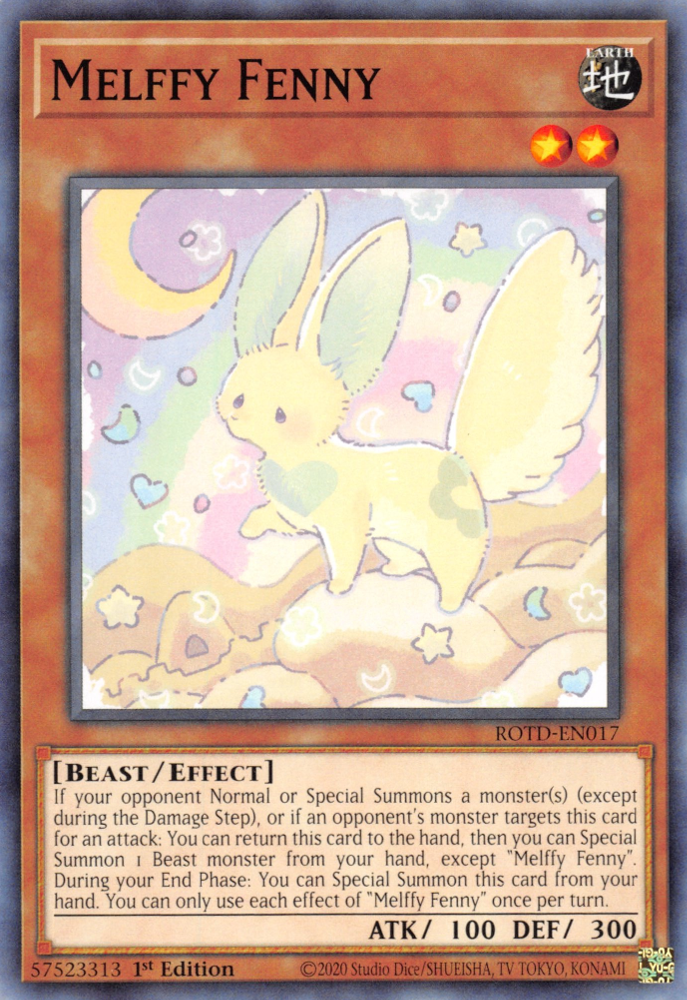 MELFFY FENNY
EARTH
地
ROTD-EN017
[BEAST/EFFECT]
If your opponent Normal or Special Summons a monster(s) (except
during the Damage Step), or if an opponent's monster targets this card
for an attack: You can return this card to the hand, then you can Special
Summon 1 Beast monster from your hand, except "Melffy Fenny".
During your End Phase: You can Special Summon this card from your
hand. You can only use each effect of "Melffy Fenny" once per turn.
ATK/ 100 DEF/ 300
57523313 1st Edition ©2020 Studio Dice/SHUEISHA, TV TOKYO, KONAMI